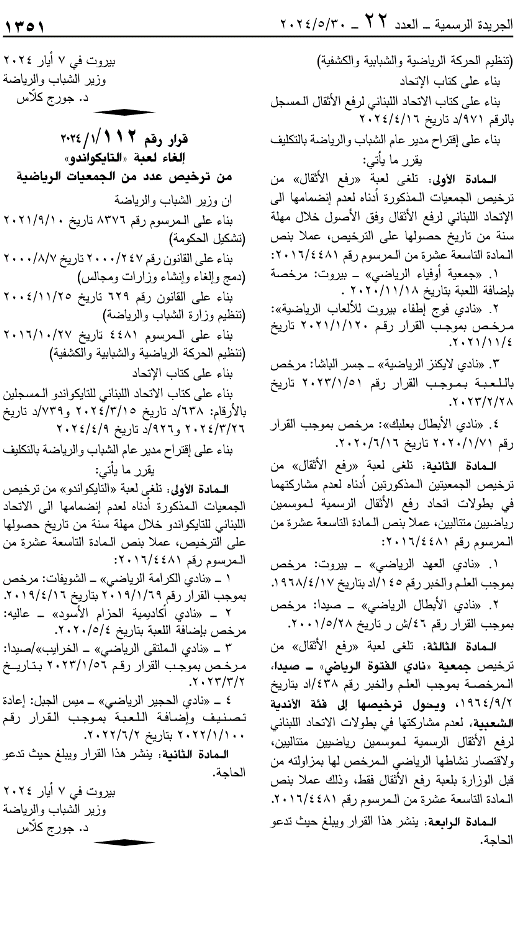 الجريدة الرسمية ــ العدد ٢٢ ــ ٢٠٢٤/٥/٣٠
١٣٥١
(تنظيم الحركة الرياضية والشبابية والكشفية)
بناء على كتاب الإتحاد
بناء على كتاب الاتحاد اللبناني لرفع الأثقال المسجل
بالرقم ٩٧١/د تاريخ ٢٠٢٤/٤/١٦
بناء على إقتراح مدير عام الشباب والرياضة بالتكليف
يقرر ما يأتي:
المادة الأولى: تلغى لعبة «رفع الأثقال» من
ترخيص الجمعيات المذكورة أدناه لعدم إنضمامها الى
الإتحاد اللبناني لرفع الأثقال وفق الأصول خلال مهلة
سنة من تاريخ حصولها على الترخيص، عملا بنص
المادة التاسعة عشرة من المرسوم رقم ٢٠١٦/٤٤٨١:
١. «جمعية أوفياء الرياضي» ــ بيروت: مرخصة
بإضافة اللعبة بتاريخ ٢٠٢٠/١١/١٨.
٢. «نادي فوج إطفاء بيروت للألعاب الرياضية»:
مرخص بموجب القرار رقم ٢٠٢١/١/١٢٠ تاريخ
٢٠٢١/١١/٤.
٣. «نادي لايكنز الرياضية» ــ جسر الباشا: مرخص
باللعبة بموجب القرار رقم ٢٠٢٣/١/٥١ تاريخ
٢٠٢٣/٢/٢٨.
٤. «نادي الأبطال بعلبك»: مرخص بموجب القرار
رقم ٢٠٢٠/١/٧١ تاريخ ٢٠٢٠/٦/١٦.
المادة الثانية: تلغى لعبة «رفع الأثقال» من
ترخيص الجمعيتين المذكورتين أدناه لعدم مشاركتهما
في بطولات اتحاد رفع الأثقال الرسمية لموسمين
رياضيين متتاليين، عملا بنص المادة التاسعة عشرة من
المرسوم رقم ٢٠١٦/٤٤٨١:
١. «نادي العهد الرياضي» ــ بيروت: مرخص
بموجب العلم والخبر رقم ١٤٥/اد بتاريخ ١٩٦٨/٤/١٧.
٢. «نادي الأبطال الرياضي» ــ صيدا: مرخص
بموجب القرار رقم ٤٦/ش ر تاريخ ٢٠٠١/٥/٢٨.
المادة الثالثة: تلغى لعبة «رفع الأثقال» من
ترخيص جمعية «نادي الفتوة الرياضي» ــ صيدا،
المرخصة بموجب العلم والخبر رقم ٤٣٨/اد بتاريخ
١٩٦٤/٩/٢، ويحول ترخيصها إلى فئة الأندية
الشعبية، لعدم مشاركتها في بطولات الاتحاد اللبناني
لرفع الأثقال الرسمية لموسمين رياضيين متتاليين،
ولاقتصار نشاطها الرياضي المرخص لها بمزاولته من
قبل الوزارة بلعبة رفع الأثقال فقط، وذلك عملا بنص
المادة التاسعة عشرة من المرسوم رقم ٢٠١٦/٤٤٨١.
المادة الرابعة: ينشر هذا القرار ويبلغ حيث تدعو
الحاجة.
بيروت في ٧ أيار ٢٠٢٤
وزير الشباب والرياضة
د. جورج كلّاس
قرار رقم ٢٠٢٤/١/١١٢
إلغاء لعبة «التايكواندو»
من ترخيص عدد من الجمعيات الرياضية
ان وزير الشباب والرياضة
بناء على المرسوم رقم ٨٣٧٦ تاريخ ٢٠٢١/٩/١٠
(تشكيل الحكومة)
بناء على القانون رقم ٢٠٠٠/٢٤٧ تاريخ ٢٠٠٠/٨/٧
(دمج وإلغاء وإنشاء وزارات ومجالس)
بناء على القانون رقم ٦٢٩ تاريخ ٢٠٠٤/١١/٢٥
(تنظيم وزارة الشباب والرياضة)
بناء على المرسوم ٤٤٨١ تاريخ ٢٠١٦/١٠/٢٧
(تنظيم الحركة الرياضية والشبابية والكشفية)
بناء على كتاب الإتحاد
بناء على كتاب الاتحاد اللبناني للتايكواندو المسجلين
بالأرقام: ٦٣٨/د تاريخ ٢٠٢٤/٣/١٥ و٧٣٩/د تاريخ
٢٠٢٤/٣/٢٦ و٩٢٦/د تاريخ ٢٠٢٤/٤/٩
بناء على إقتراح مدير عام الشباب والرياضة بالتكليف
يقرر ما يأتي:
المادة الأولى: تلغى لعبة «التايكواندو» من ترخيص
الجمعيات المذكورة أدناه لعدم إنضمامها الى الاتحاد
اللبناني للتايكواندو خلال مهلة سنة من تاريخ حصولها
على الترخيص، عملا بنص المادة التاسعة عشرة من
المرسوم رقم ٢٠١٦/٤٤٨١:
١ ــ «نادي الكرامة الرياضي» ــ الشويفات: مرخص
بموجب القرار رقم ٢٠١٩/١/٦٩ تاريخ ٢٠١٩/٤/١٦.
٢ ــ «نادي أكاديمية الحزام الأسود» ــ عاليه:
مرخص بإضافة اللعبة بتاريخ ٢٠٢٠/٥/٤.
٣ ــ «نادي الملتقى الرياضي» ــ الخرايب»/صيدا:
مرخص بموجب القرار رقم ٢٠٢٣/١/٥٦ بتاريخ
٢٠٢٣/٣/٢.
٤ ــ «نادي الحجير الرياضي» ــ ميس الجبل: إعادة
تصنيف وإضافة اللعبة بموجب القرار رقم
٢٠٢٢/١/١٠٠ تاريخ ٢٠٢٢/٦/٢.
المادة الثانية: ينشر هذا القرار ويبلغ حيث تدعو
الحاجة.
بيروت في ٧ أيار ٢٠٢٤
وزير الشباب والرياضة
د. جورج كلّاس